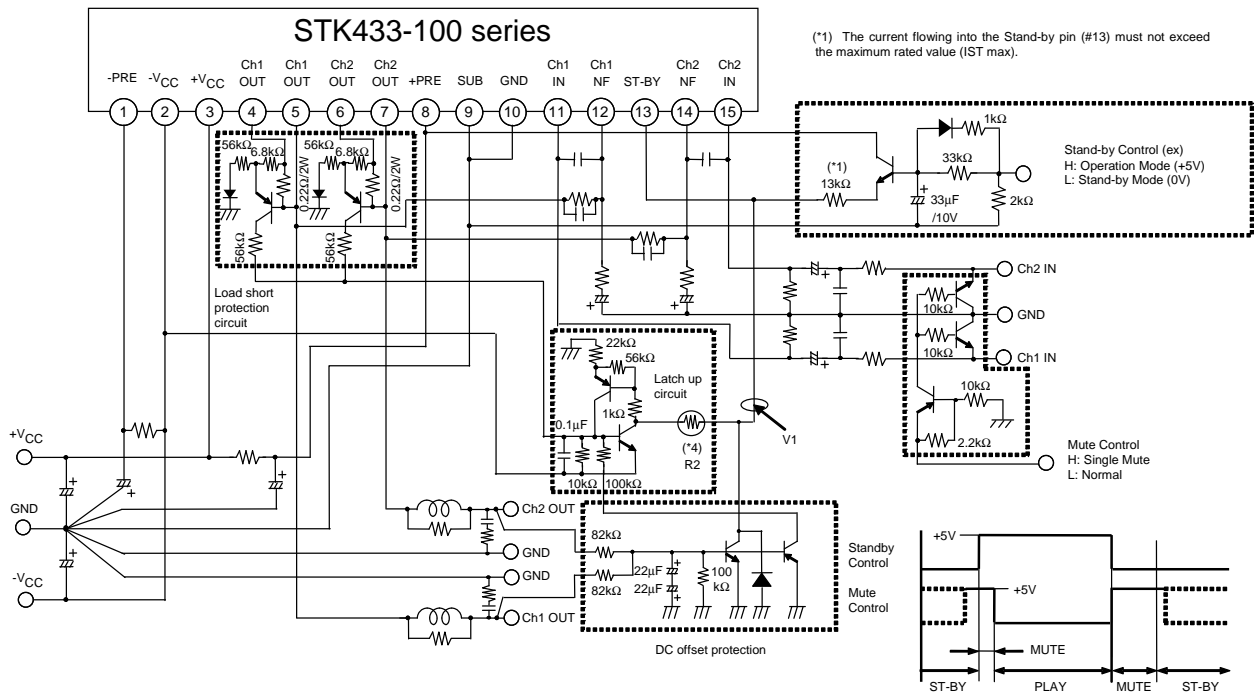 STK433-100 series
(*1) The current flowing into the Stand-by pin (#13) must not exceed
the maximum rated value (IST max).
-PRE
-VCC
+VCC
Ch1
OUT
Ch1
OUT
Ch2
OUT
Ch2
OUT
+PRE
SUB
GND
Ch1
IN
Ch1
NF
ST-BY
Ch2
NF
Ch2
IN
1
2
3
4
5
6
7
8
9
10
11
12
13
14
15
56kΩ
6.8kΩ
0.22Ω/2W
56kΩ
56kΩ
6.8kΩ
0.22Ω/2W
56kΩ
Load short
protection
circuit
1kΩ
(*1)
13kΩ
33kΩ
33µF
/10V
2kΩ
Stand-by Control (ex)
H: Operation Mode (+5V)
L: Stand-by Mode (0V)
Ch2 IN
GND
Ch1 IN
10kΩ
10kΩ
10kΩ
2.2kΩ
Mute Control
H: Single Mute
L: Normal
22kΩ
56kΩ
Latch up
circuit
1kΩ
0.1µF
(*4)
R2
10kΩ
100kΩ
V1
+VCC
GND
-VCC
Ch2 OUT
GND
GND
Ch1 OUT
82kΩ
82kΩ
22µF
22µF
100
kΩ
DC offset protection
Standby
Control
Mute
Control
+5V
+5V
MUTE
ST-BY
PLAY
MUTE
ST-BY